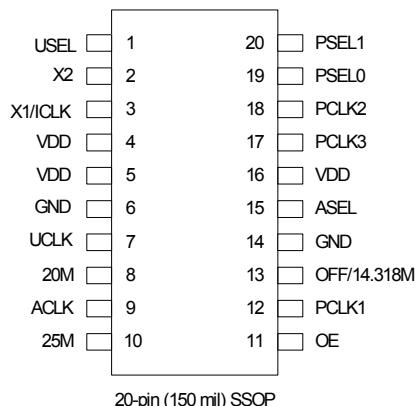 USEL 1 20 PSEL1
X2 2 19 PSEL0
X1/ICLK 3 18 PCLK2
VDD 4 17 PCLK3
VDD 5 16 VDD
GND 6 15 ASEL
UCLK 7 14 GND
20M 8 13 OFF/14.318M
ACLK 9 12 PCLK1
25M 10 11 OE
20-pin (150 mil) SSOP